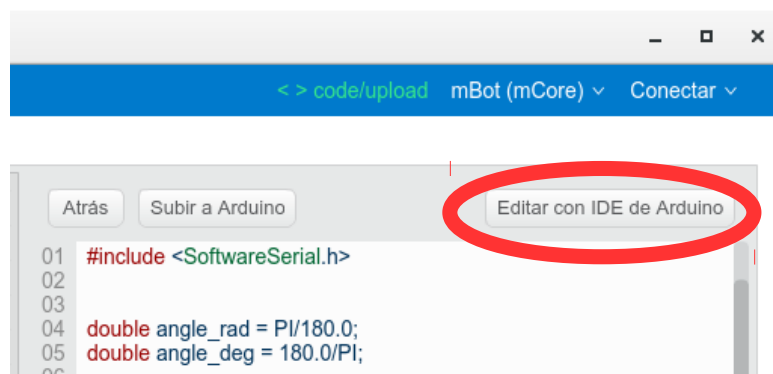 < > code/upload mBot (mCore) Conectar
Atrás Subir a Arduino Editar con IDE de Arduino
01 #include <SoftwareSerial.h>
02
03
04 double angle_rad = PI/180.0;
05 double angle_deg = 180.0/PI;